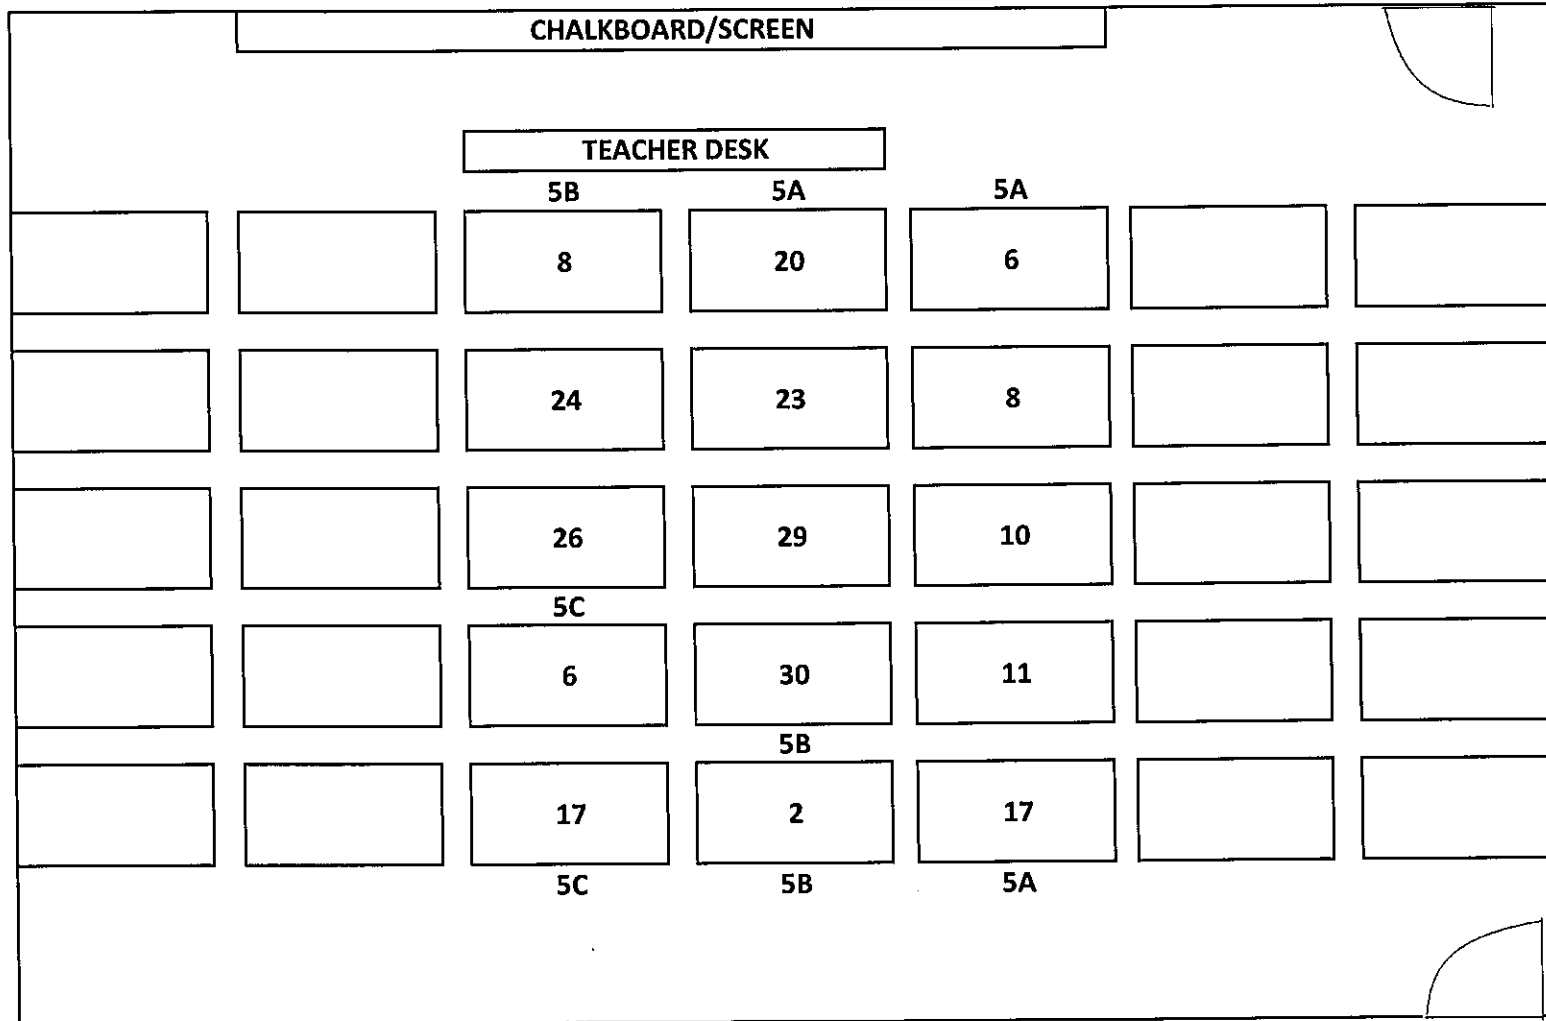 CHALKBOARD/SCREEN
TEACHER DESK
5B 5A 5A
8 20 6
24 23 8
26 29 10
5C
6 30 11
5B
17 2 17
5C 5B 5A